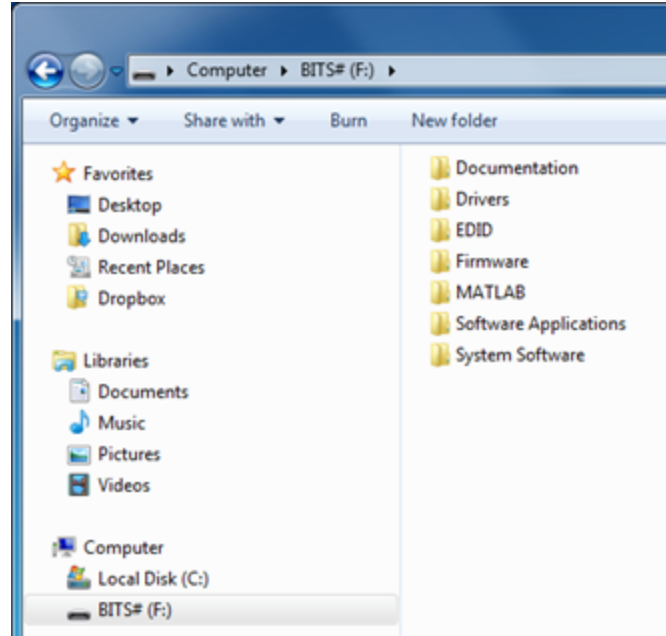 Computer BITS# (F:)
Organize Share with Burn New folder
Favorites
Desktop
Downloads
Recent Places
Dropbox
Libraries
Documents
Music
Pictures
Videos
Computer
Local Disk (C:)
BITS# (F:)
Documentation
Drivers
EDID
Firmware
MATLAB
Software Applications
System Software